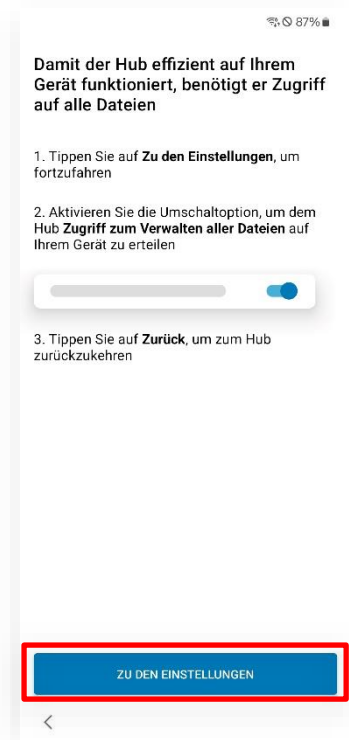 87%
Damit der Hub effizient auf Ihrem
Gerät funktioniert, benötigt er Zugriff
auf alle Dateien
1. Tippen Sie auf Zu den Einstellungen, um
fortzufahren
2. Aktivieren Sie die Umschaltoption, um dem
Hub Zugriff zum Verwalten aller Dateien auf
Ihrem Gerät zu erteilen
3. Tippen Sie auf Zurück, um zum Hub
zurückzukehren
ZU DEN EINSTELLUNGEN